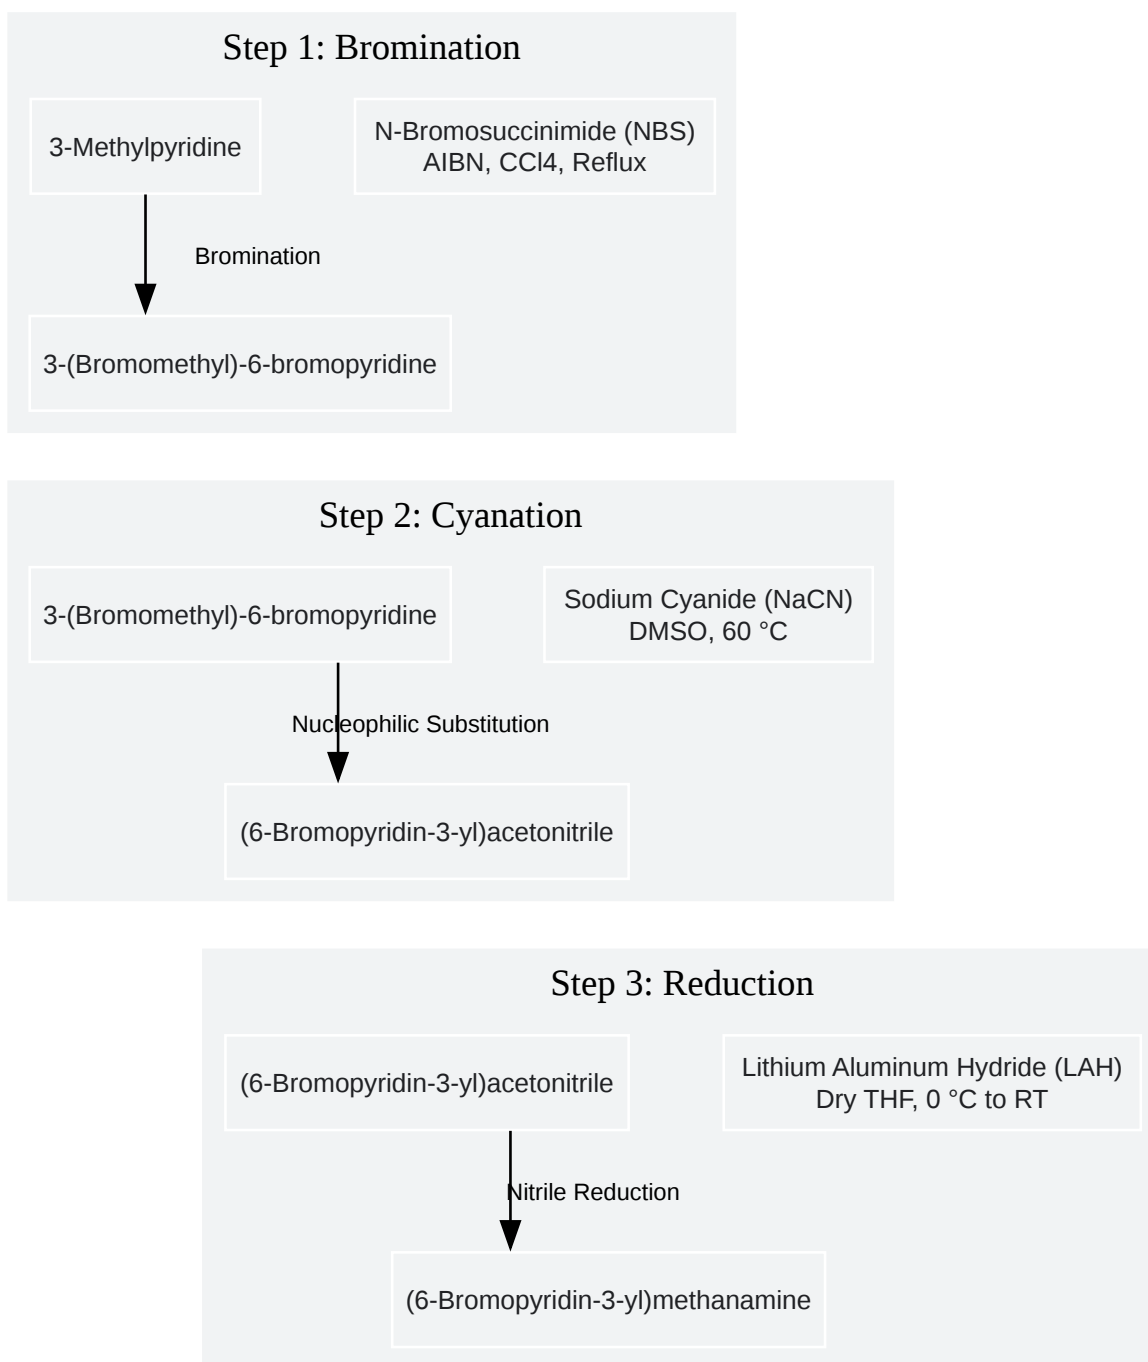 Step 1: Bromination
3-Methylpyridine
N-Bromosuccinimide (NBS)
AIBN, CCl4, Reflux
Bromination
3-(Bromomethyl)-6-bromopyridine
Step 2: Cyanation
3-(Bromomethyl)-6-bromopyridine
Sodium Cyanide (NaCN)
DMSO, 60 °C
Nucleophilic Substitution
(6-Bromopyridin-3-yl)acetonitrile
Step 3: Reduction
(6-Bromopyridin-3-yl)acetonitrile
Lithium Aluminum Hydride (LAH)
Dry THF, 0 °C to RT
Nitrile Reduction
(6-Bromopyridin-3-yl)methanamine